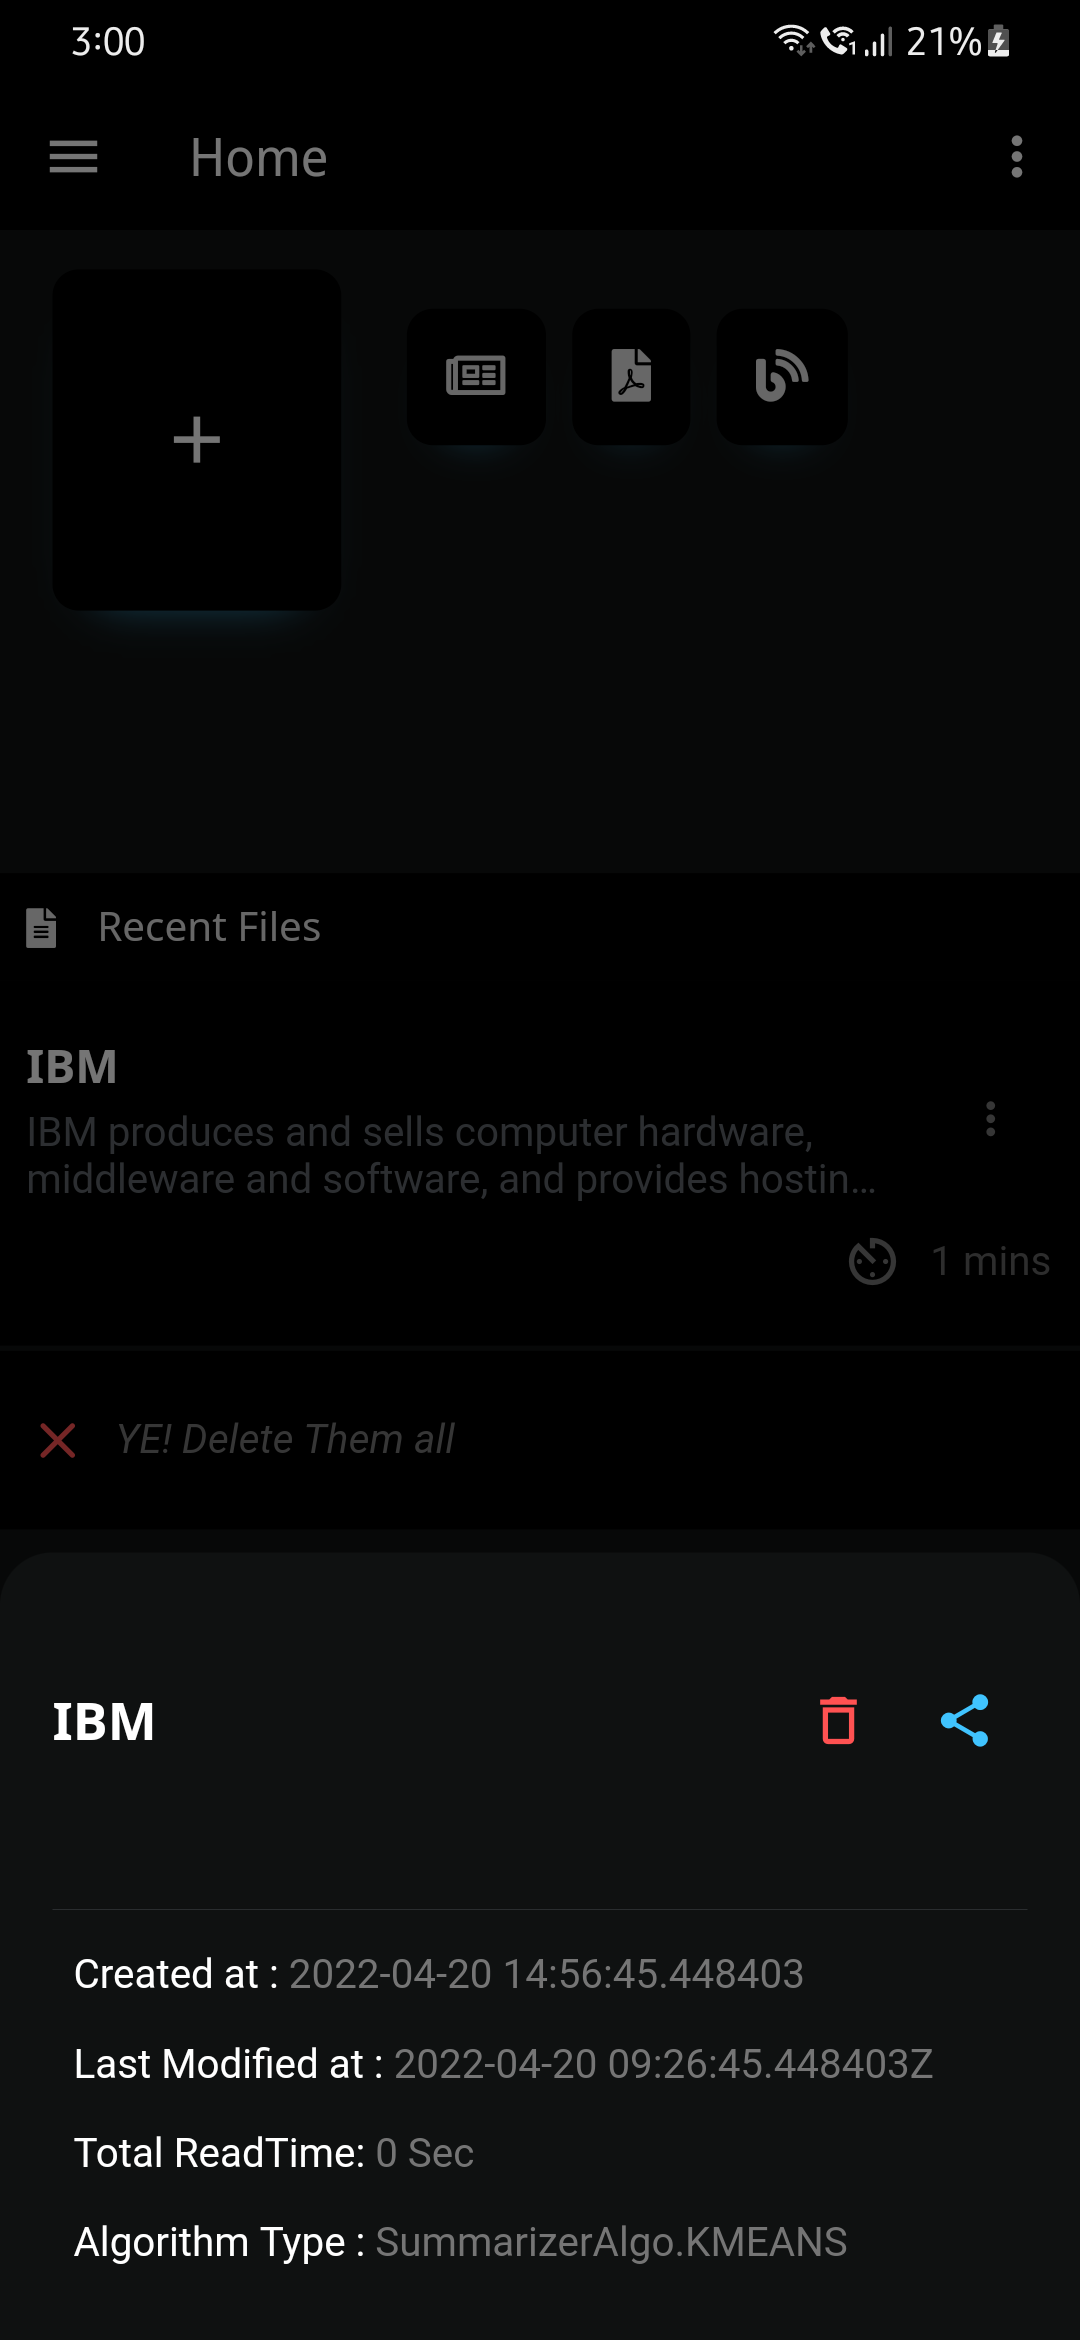 3:00
1
21%
Home
Recent Files
IBM
IBM produces and sells computer hardware,
middleware and software, and provides hostin...
1 mins
YE! Delete Them all
IBM
Created at : 2022-04-20 14:56:45.448403
Last Modified at : 2022-04-20 09:26:45.448403Z
Total ReadTime: 0 Sec
Algorithm Type : SummarizerAlgo.KMEANS